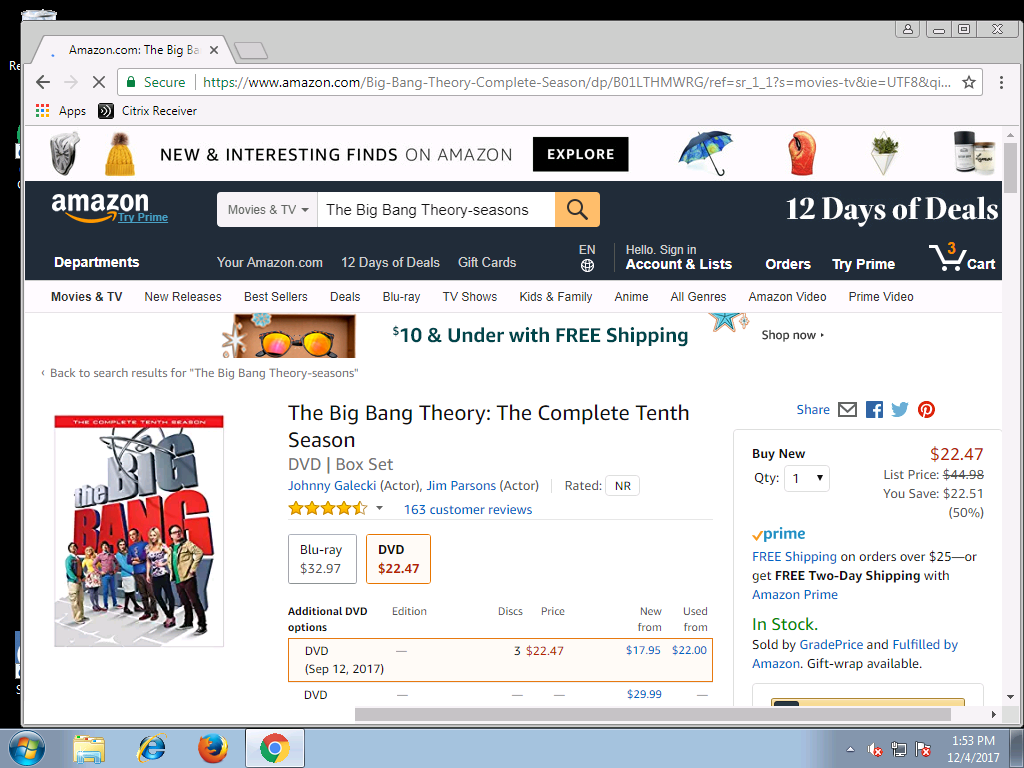 Amazon.com: The Big Ba
Secure
https://www.amazon.com/Big-Bang-Theory-Complete-Season/dp/B01LTHMWRG/ref=sr_1_1?s=movies-tv&ie=UTF8&qi...
Apps
Citrix Receiver
NEW & INTERESTING FINDS ON AMAZON
EXPLORE
amazon
Try Prime
Movies & TV
The Big Bang Theory-seasons
12 Days of Deals
Departments
Your Amazon.com
12 Days of Deals
Gift Cards
EN
Hello. Sign in
Account & Lists
Orders
Try Prime
3
Cart
Movies & TV
New Releases
Best Sellers
Deals
Blu-ray
TV Shows
Kids & Family
Anime
All Genres
Amazon Video
Prime Video
$10 & Under with FREE Shipping
Shop now ›
‹ Back to search results for "The Big Bang Theory-seasons"
THE COMPLETE TENTH SEASON
the BIG
BANG
The Big Bang Theory: The Complete Tenth
Season
DVD | Box Set
Johnny Galecki (Actor), Jim Parsons (Actor)
Rated: NR
163 customer reviews
Blu-ray
$32.97
DVD
$22.47
Additional DVD options
Edition
Discs
Price
New from
Used from
DVD
(Sep 12, 2017)
—
3
$22.47
$17.95
$22.00
DVD
—
—
—
$29.99
—
Share
Buy New
$22.47
Qty: 1
List Price: $44.98
You Save: $22.51
(50%)
prime
FREE Shipping on orders over $25—or
get FREE Two-Day Shipping with
Amazon Prime
In Stock.
Sold by GradePrice and Fulfilled by
Amazon. Gift-wrap available.
1:53 PM
12/4/2017